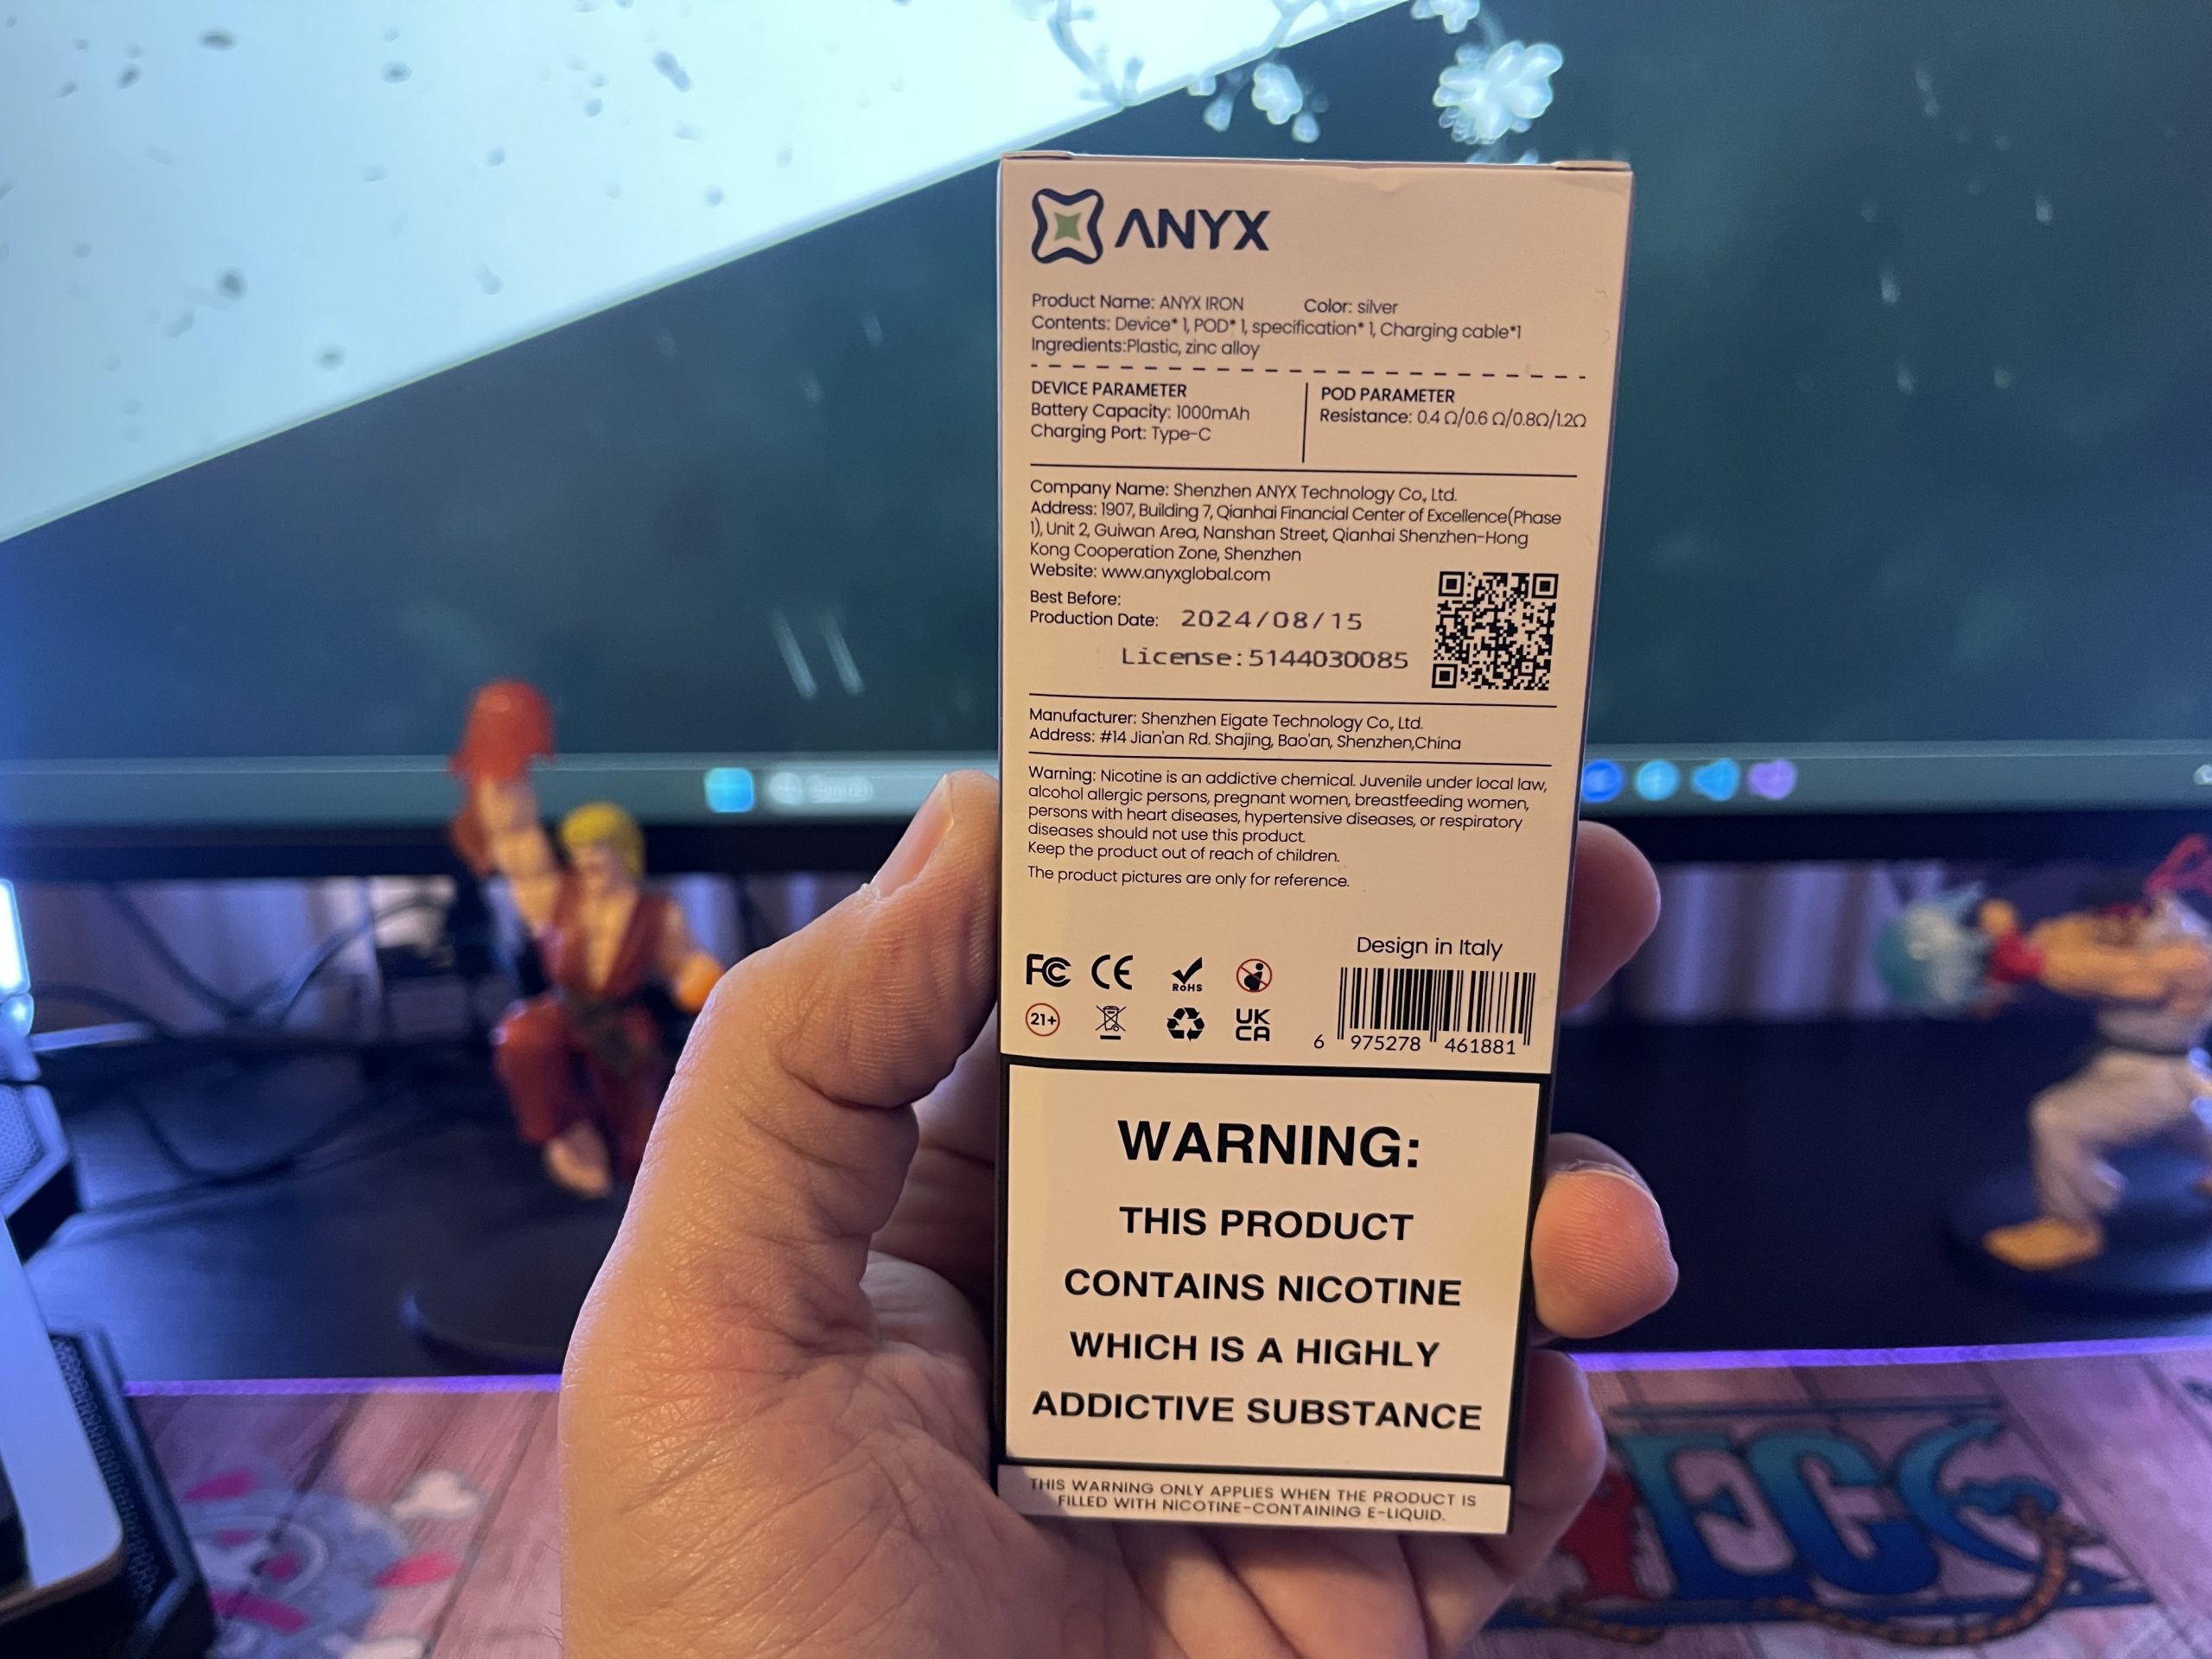 ANYX
Product Name: ANYX IRON Color: silver
Contents: Device* 1, POD* 1, specification* 1, Charging cable*1
Ingredients:Plastic, zinc alloy
DEVICE PARAMETER
Battery Capacity: 1000mAh
Charging Port: Type-C
POD PARAMETER
Resistance: 0.4 Ω/0.6 Ω/0.8Ω/1.2Ω
Company Name: Shenzhen ANYX Technology Co., Ltd.
Address: 1907, Building 7, Qianhai Financial Center of Excellence(Phase
1), Unit 2, Guiwan Area, Nanshan Street, Qianhai Shenzhen-Hong
Kong Cooperation Zone, Shenzhen
Website: www.anyxglobal.com
Best Before:
Production Date: 2024/08/15
License:5144030085
Manufacturer: Shenzhen Eigate Technology Co., Ltd.
Address: #14 Jian'an Rd. Shajing, Bao'an, Shenzhen,China
Warning: Nicotine is an addictive chemical. Juvenile under local law,
alcohol allergic persons, pregnant women, breastfeeding women,
persons with heart diseases, hypertensive diseases, or respiratory
diseases should not use this product.
Keep the product out of reach of children.
The product pictures are only for reference.
Design in Italy
FC CE RoHS
21+ UK
CA
6 975278 461881
WARNING:
THIS PRODUCT
CONTAINS NICOTINE
WHICH IS A HIGHLY
ADDICTIVE SUBSTANCE
THIS WARNING ONLY APPLIES WHEN THE PRODUCT IS
FILLED WITH NICOTINE-CONTAINING E-LIQUID.